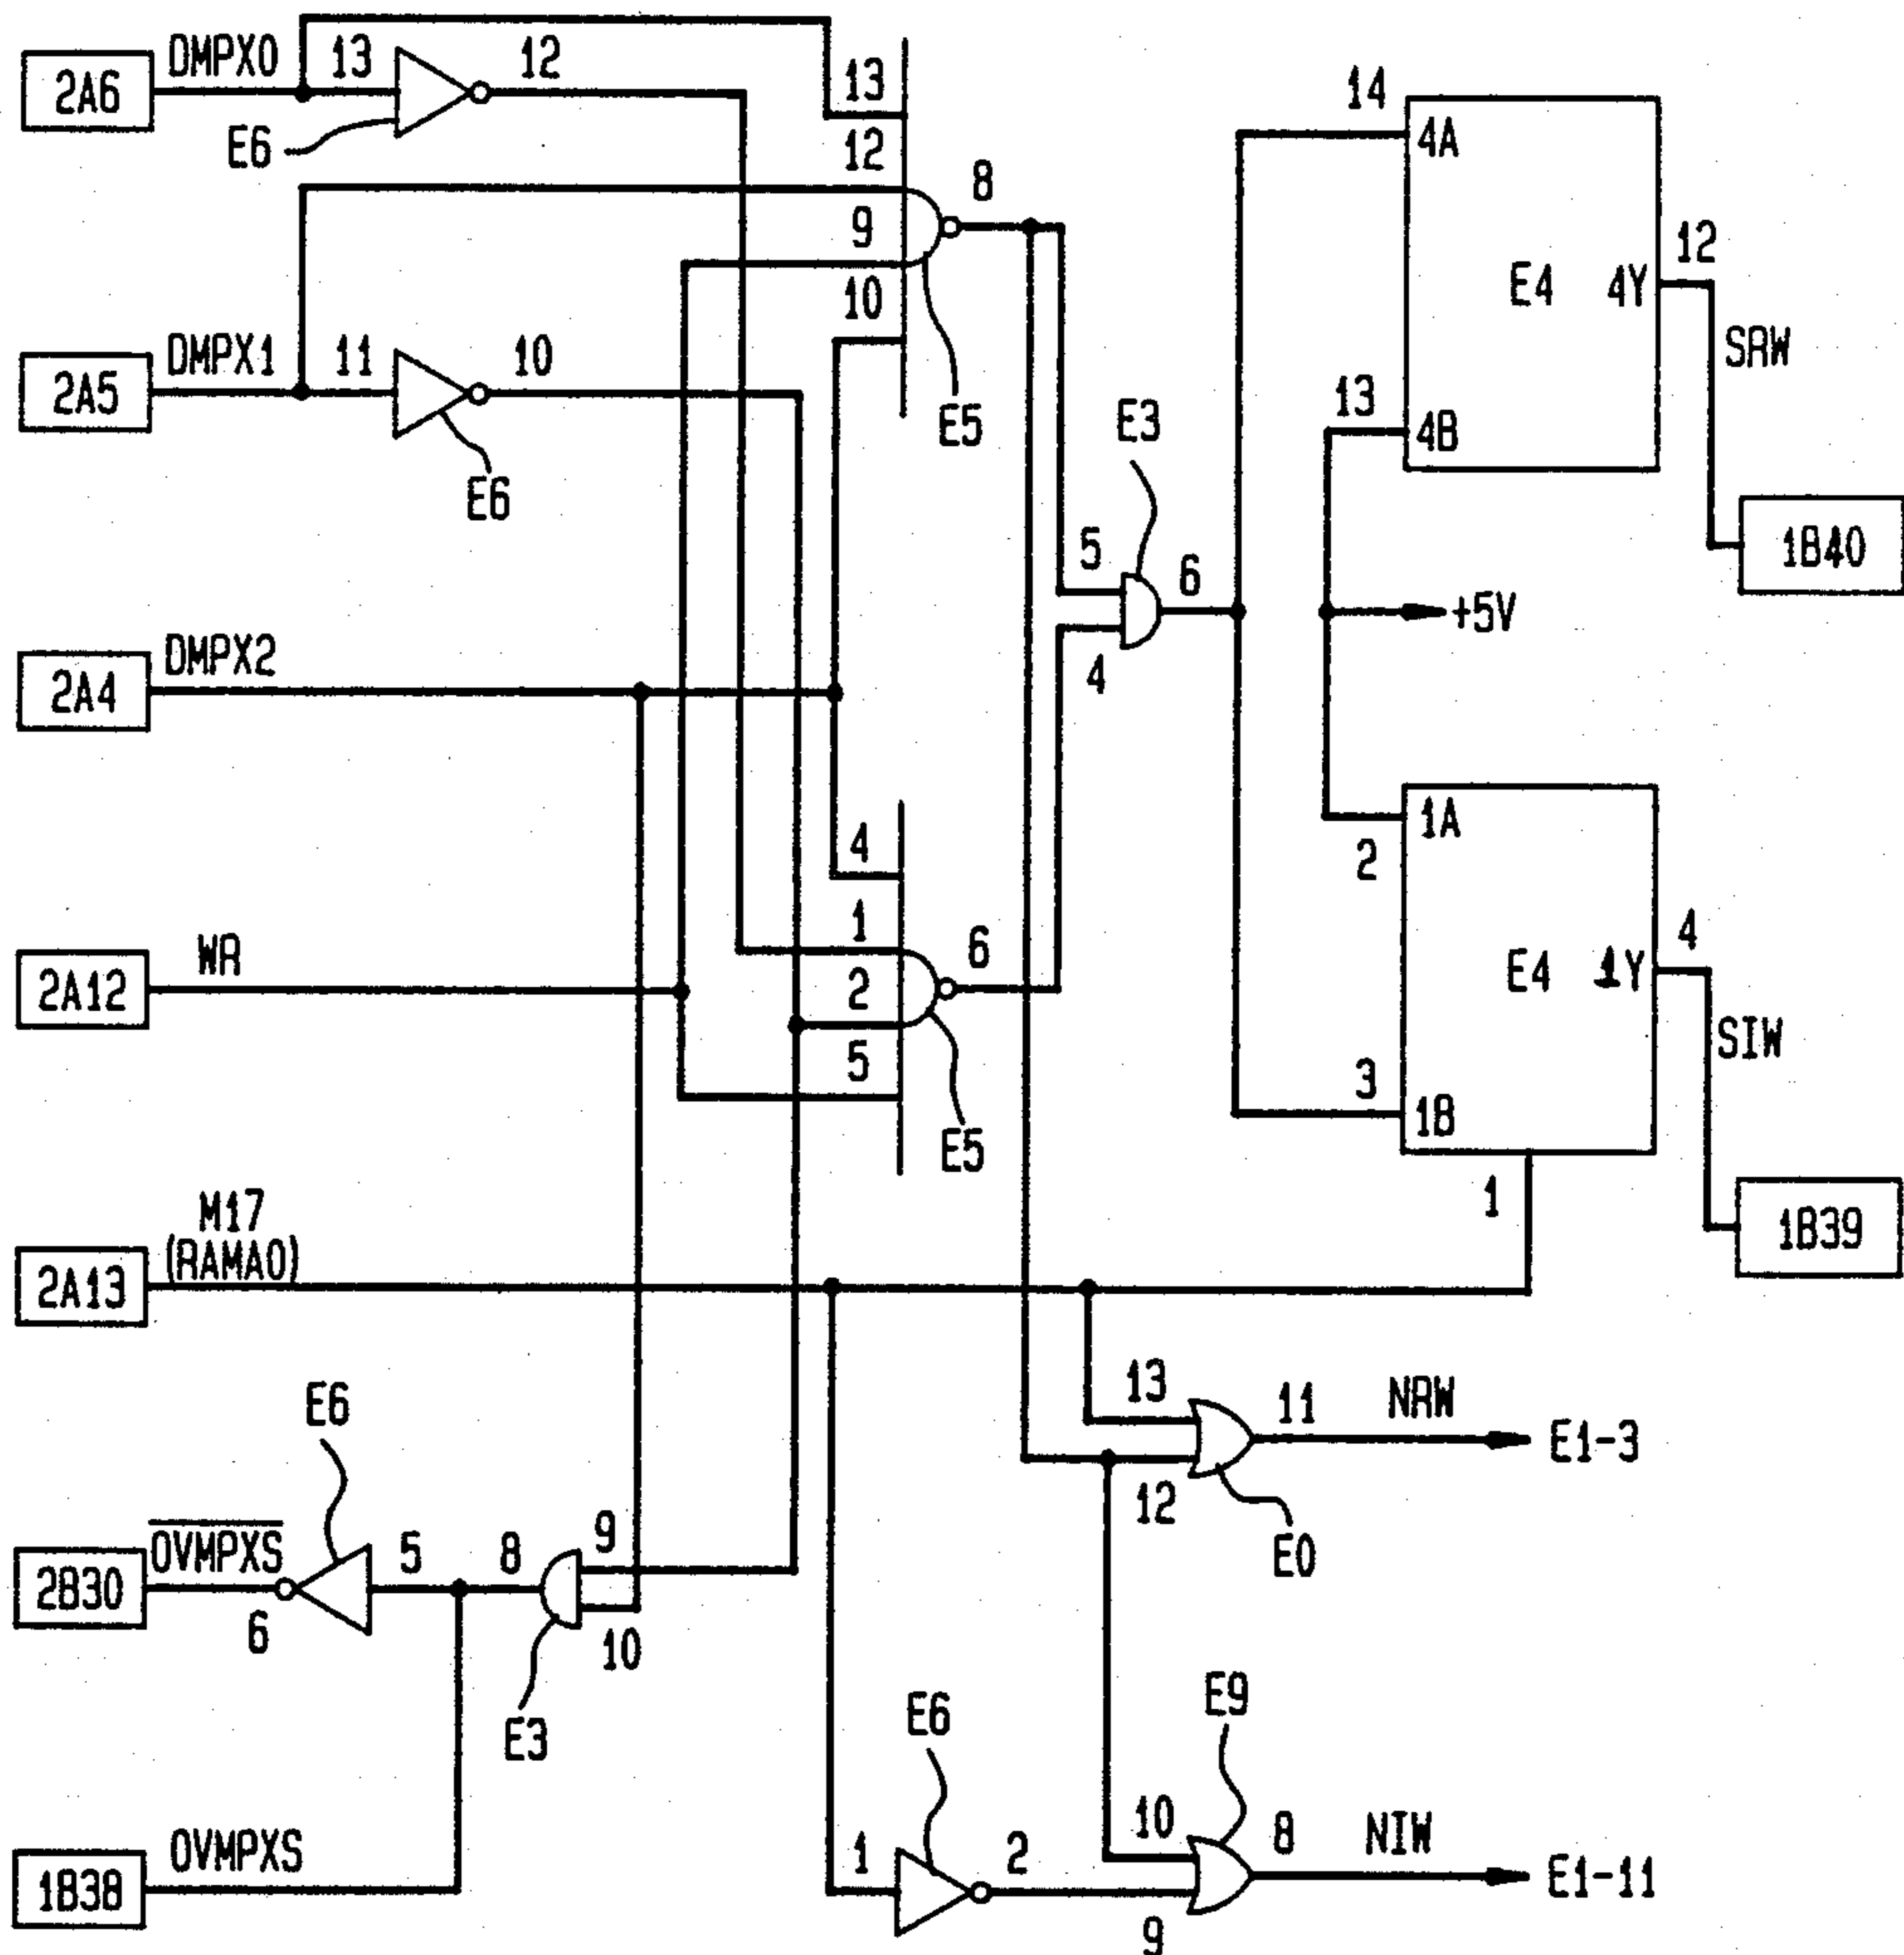 2A6 DMPX0 13 12
E6
13
12
9
10
8
E5
2A5 DMPX1 11 10
E6
14 4A
E4 4Y 12
SRW
13 4B
1B40
E3
5
6
4
+5V
2A4 DMPX2
4
1
2
5
6
E5
1A
2
E4 1Y 4
SIW
3 1B
1
1B39
2A12 WR
2A13 M17
(RAMA0)
13 11 NRW E1-3
12
E0
E6
2B30 OVMPXS 5 8 9
6
10
E3
1B38 OVMPXS
E6
1 2
E9
10 8 NIW E1-11
9